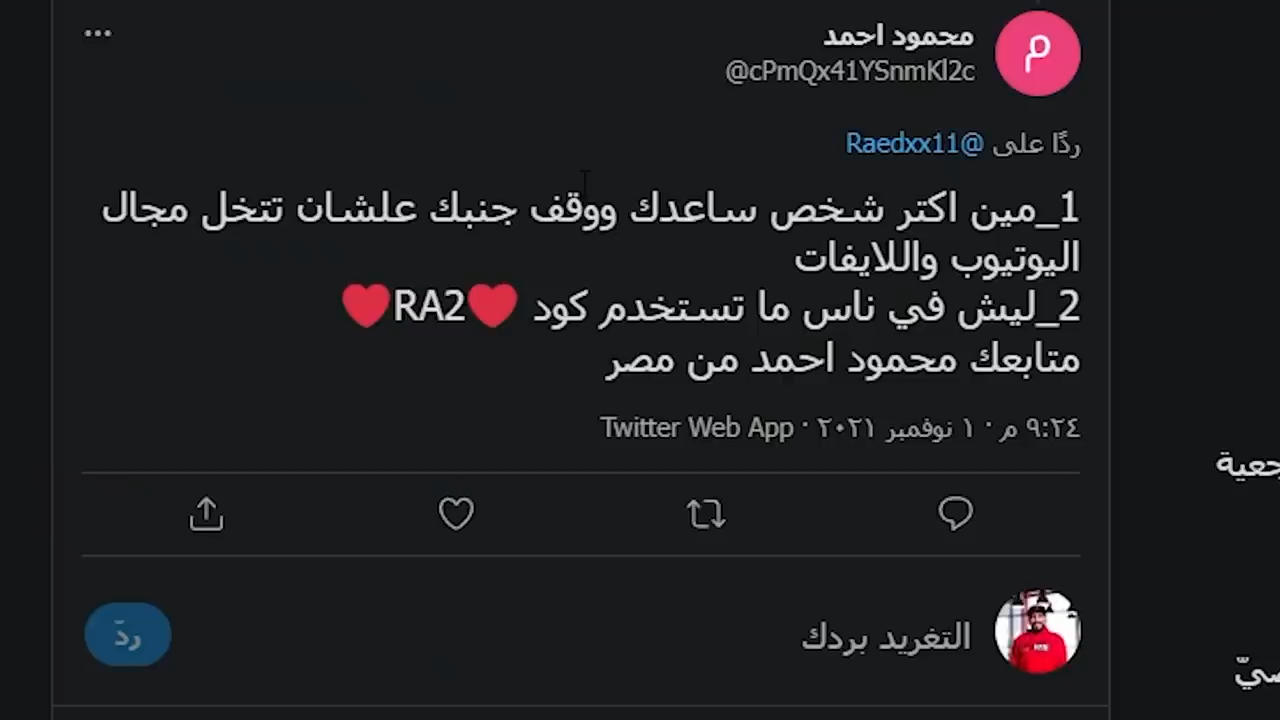 محمود احمد
@cPmQx41YSnmKl2c
م
ردًا على @Raedxx11
1_مين اكتر شخص ساعدك ووقف جنبك علشان تتخل مجال
اليوتيوب واللايفات
2_ليش في ناس ما تستخدم كود ❤RA2❤
متابعك محمود احمد من مصر
٩:٢٤ م · ١ نوفمبر ٢٠٢١ · Twitter Web App
التغريد بردك
ردّ